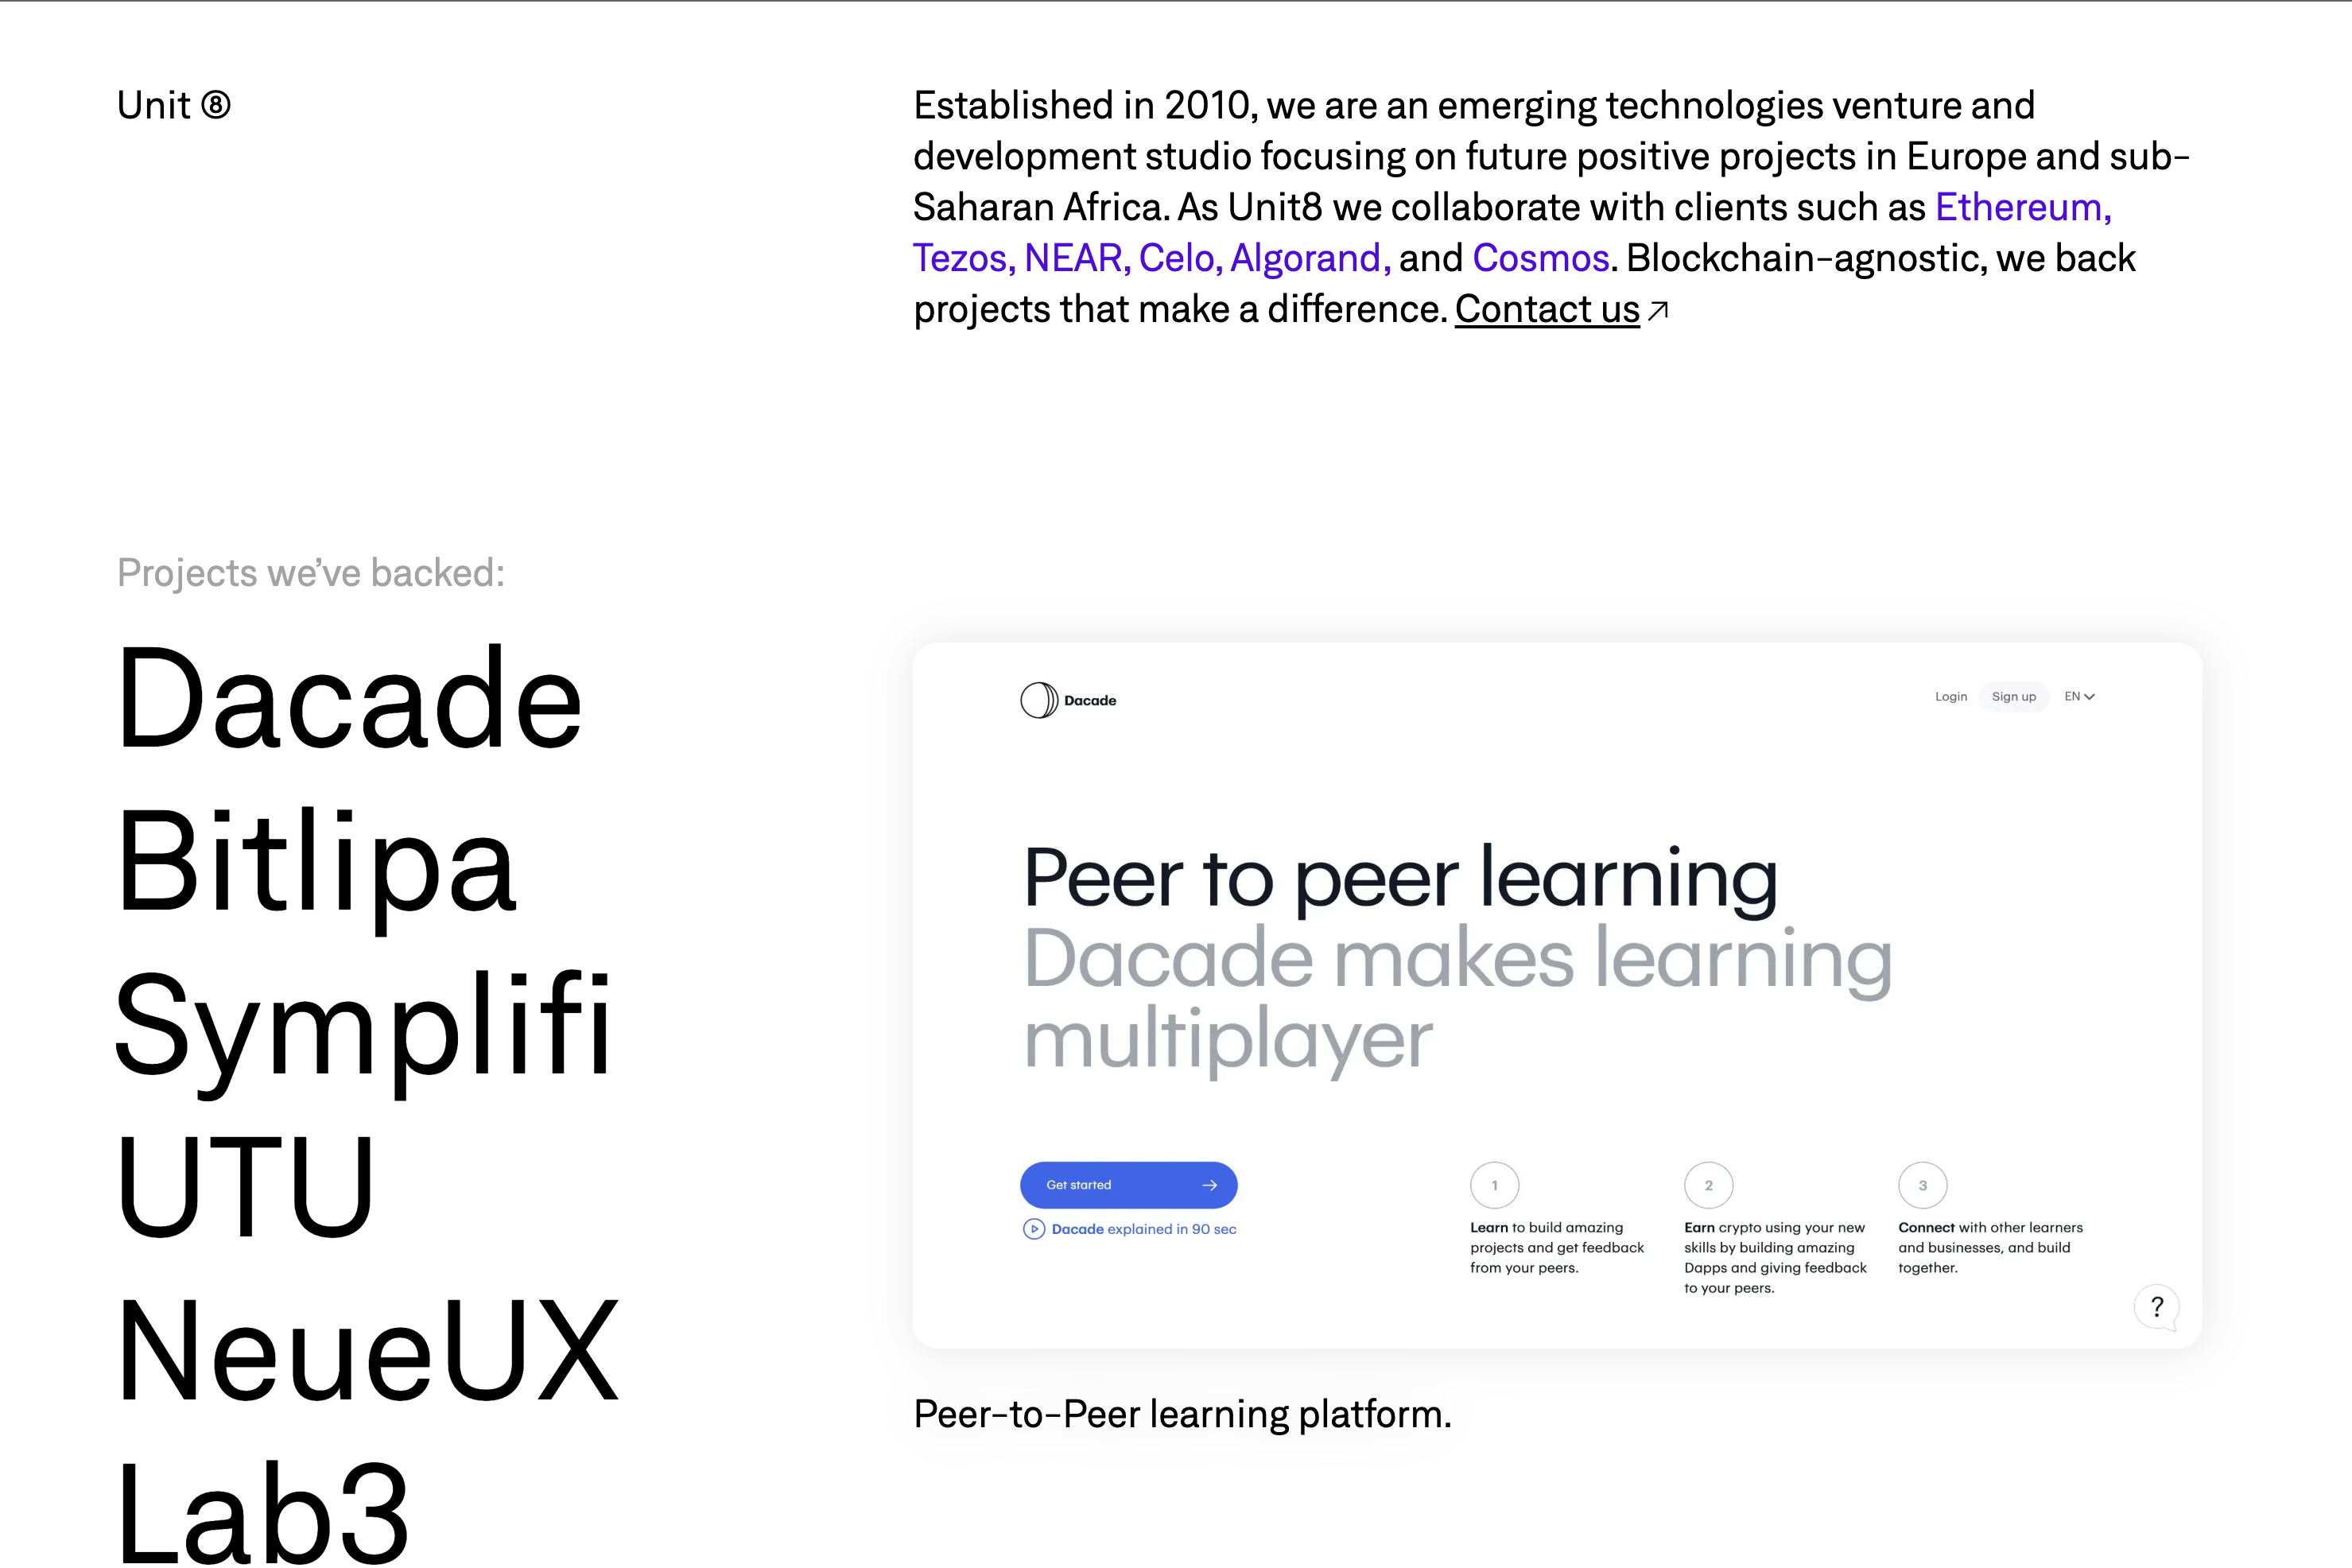 Unit ⑧
Established in 2010, we are an emerging technologies venture and
development studio focusing on future positive projects in Europe and sub-
Saharan Africa. As Unit8 we collaborate with clients such as Ethereum,
Tezos, NEAR, Celo, Algorand, and Cosmos. Blockchain-agnostic, we back
projects that make a difference. Contact us ↗
Projects we’ve backed:
Dacade
Bitlipa
Symplifi
UTU
NeueUX
Lab3
Dacade
Login
Sign up
EN
Peer to peer learning
Dacade makes learning
multiplayer
Get started →
Dacade explained in 90 sec
1
Learn to build amazing
projects and get feedback
from your peers.
2
Earn crypto using your new
skills by building amazing
Dapps and giving feedback
to your peers.
3
Connect with other learners
and businesses, and build
together.
?
Peer-to-Peer learning platform.